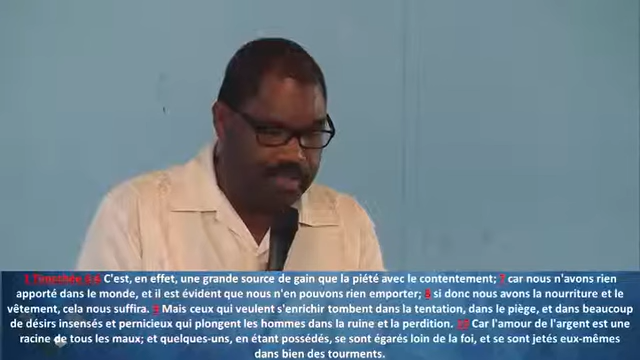 1 Timothée 6:6 C'est, en effet, une grande source de gain que la piété avec le contentement; 7 car nous n'avons rien
apporté dans le monde, et il est évident que nous n'en pouvons rien emporter; 8 si donc nous avons la nourriture et le
vêtement, cela nous suffira. 9 Mais ceux qui veulent s'enrichir tombent dans la tentation, dans le piège, et dans beaucoup
de désirs insensés et pernicieux qui plongent les hommes dans la ruine et la perdition. 10 Car l'amour de l'argent est une
racine de tous les maux; et quelques-uns, en étant possédés, se sont égarés loin de la foi, et se sont jetés eux-mêmes
dans bien des tourments.